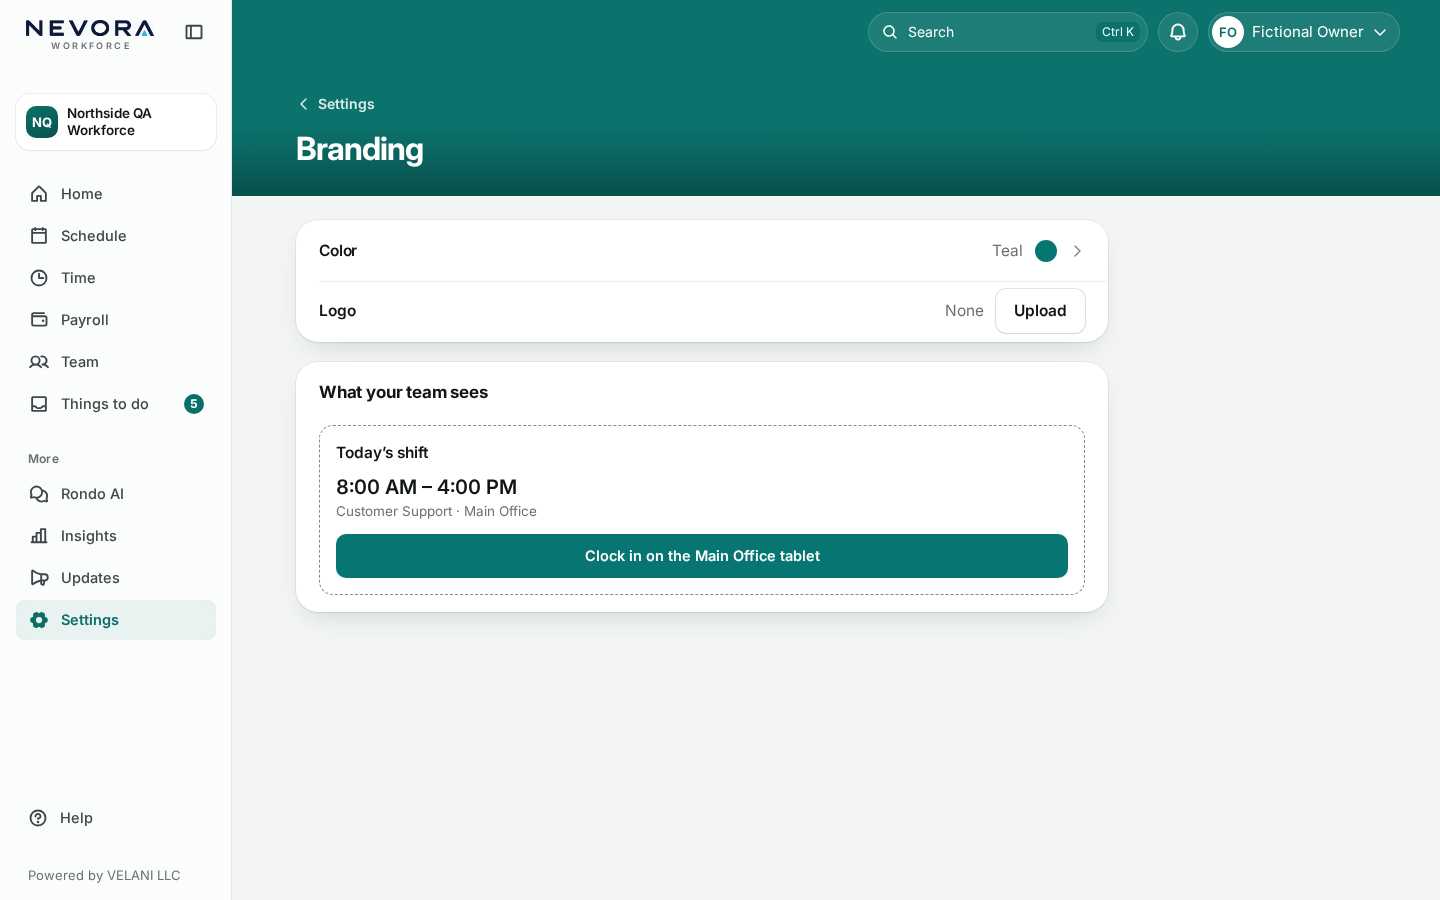 NEVORA
WORKFORCE
Search
Ctrl K
FO
Fictional Owner
NQ
Northside QA
Workforce
Home
Schedule
Time
Payroll
Team
Things to do
5
More
Rondo AI
Insights
Updates
Settings
Help
Powered by VELANI LLC
Settings
Branding
Color
Teal
Logo
None
Upload
What your team sees
Today’s shift
8:00 AM – 4:00 PM
Customer Support · Main Office
Clock in on the Main Office tablet